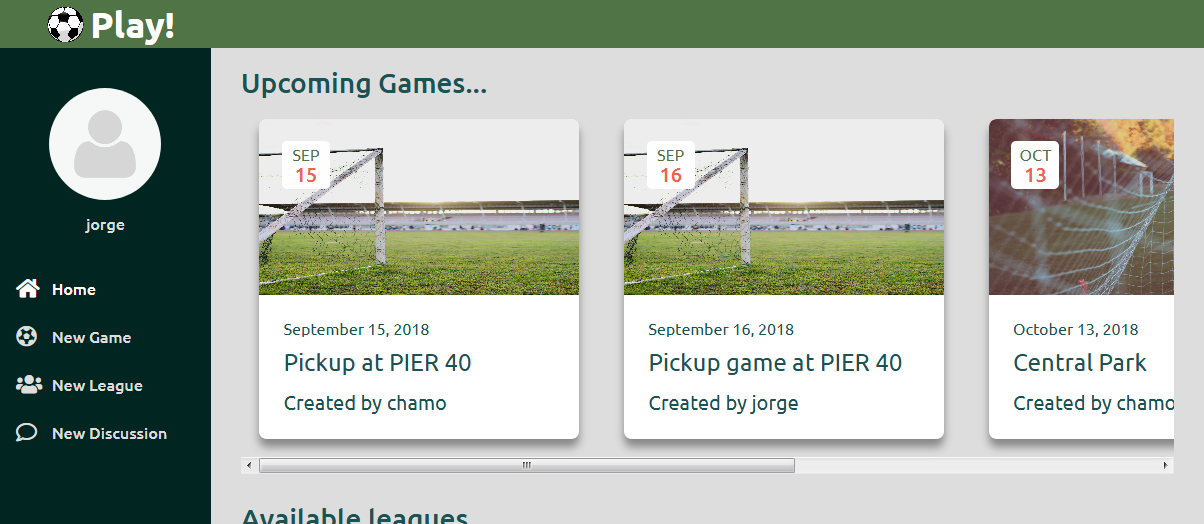 Play!
jorge
Home
New Game
New League
New Discussion
Upcoming Games...
SEP
15
September 15, 2018
Pickup at PIER 40
Created by chamo
SEP
16
September 16, 2018
Pickup game at PIER 40
Created by jorge
OCT
13
October 13, 2018
Central Park
Created by chamo
Available leagues